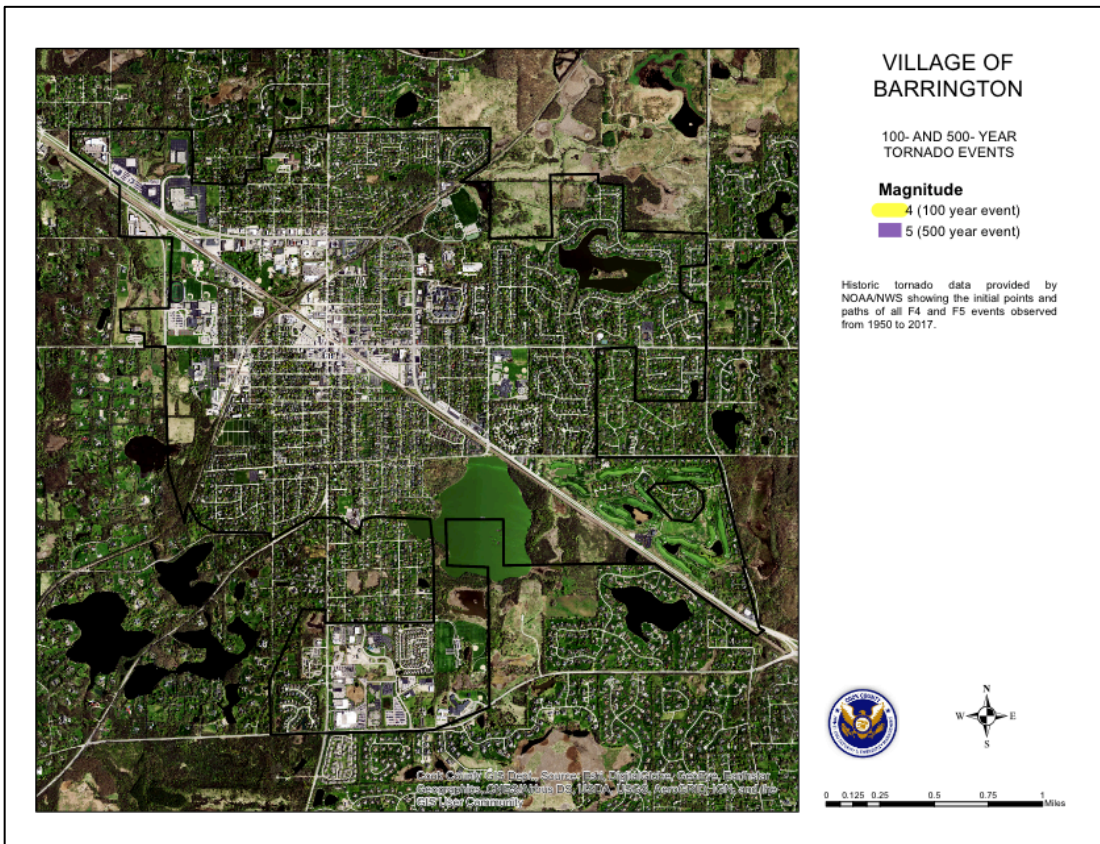 VILLAGE OF
BARRINGTON
100- AND 500- YEAR
TORNADO EVENTS
Magnitude
4 (100 year event)
5 (500 year event)
Historic tornado data provided by
NOAA/NWS showing the initial points and
paths of all F4 and F5 events observed
from 1950 to 2017.
N
W E
S
0 0.125 0.25 0.5 0.75 1
Miles
Cook County GIS Dept., Source: Esri, DigitalGlobe, GeoEye, Earthstar
Geographics, CNES/Airbus DS, USDA, USGS, AeroGRID, IGN, and the
GIS User Community
COOK COUNTY